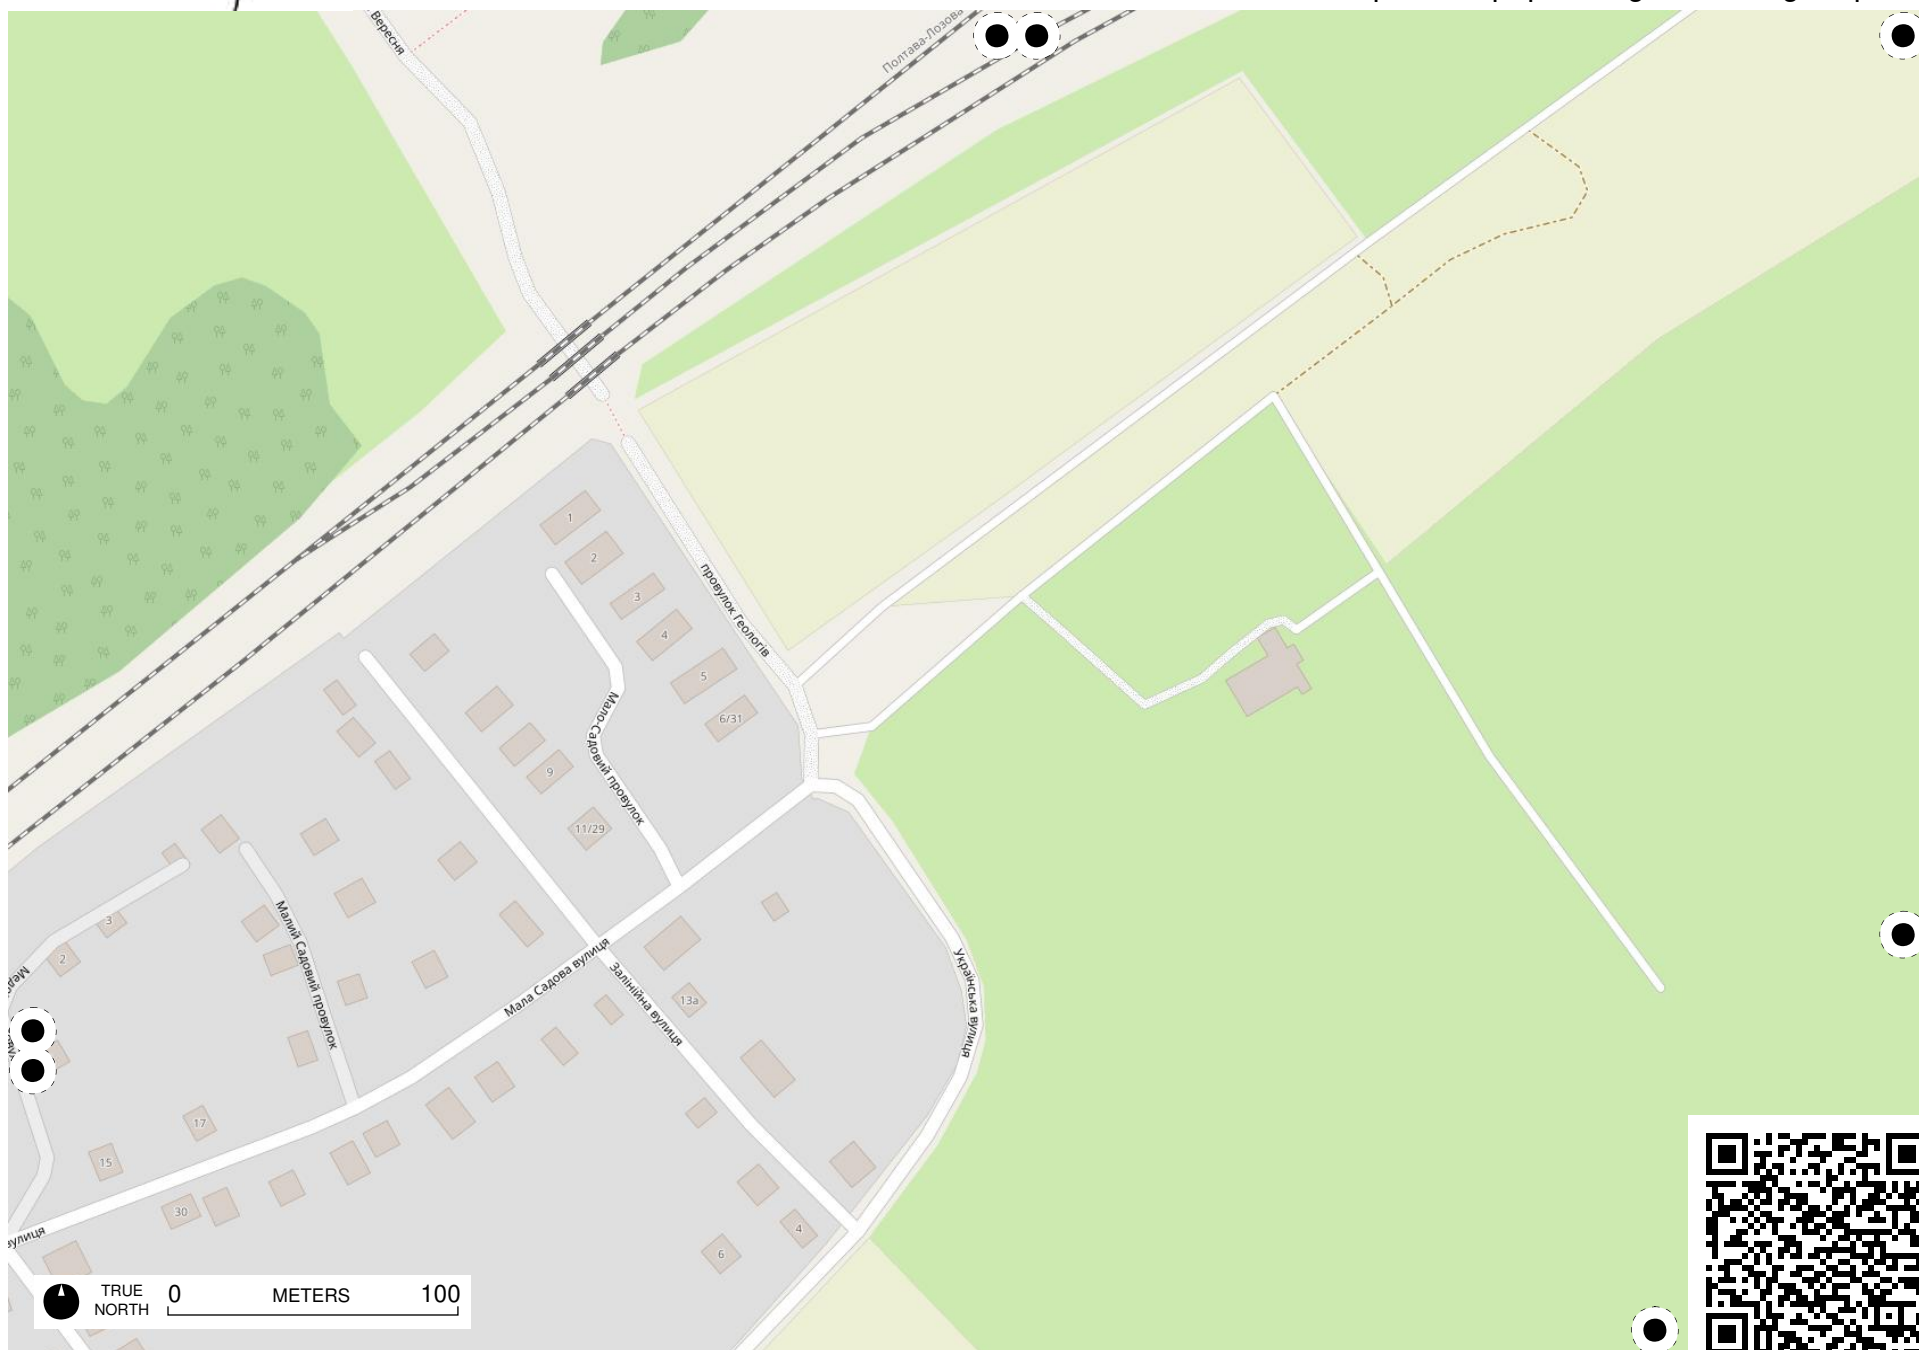 Вересня
Полтава-Лозова
1
2
3
4
5
6/31
провулок Геологів
Мало-Садовий провулок
9
11/29
3
2
Малий Садовий провулок
Мала Садова вулиця
Залінійна вулиця
13а
Українська вулиця
17
15
30
4
6
вулиця
TRUE NORTH
0 METERS 100